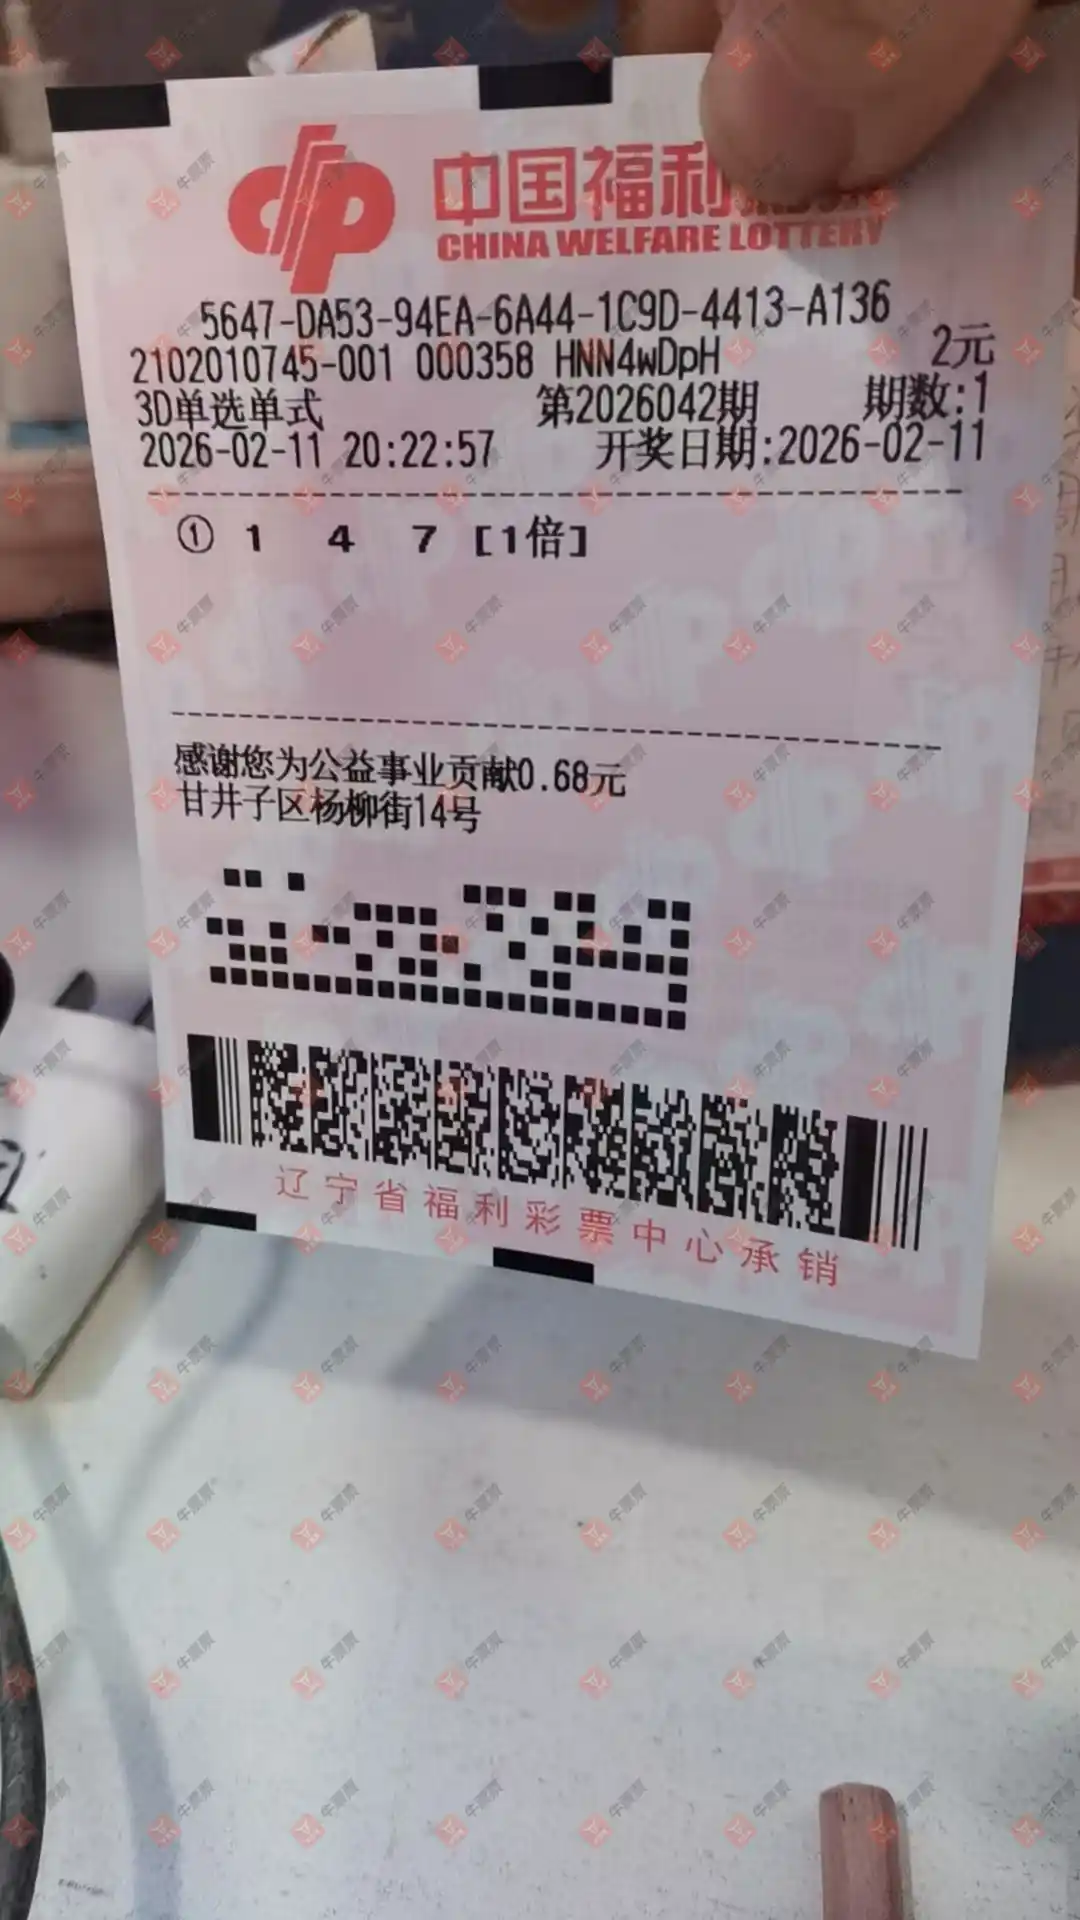 中国福利
CHINA WELFARE LOTTERY
5647-DA53-94EA-6A44-1C9D-4413-A136
2102010745-001 000358 HNN4wDpH 2元
3D单选单式 第2026042期 期数:1
2026-02-11 20:22:57 开奖日期:2026-02-11
① 1 4 7 [1倍]
感谢您为公益事业贡献0.68元
甘井子区杨柳街14号
辽宁省福利彩票中心承销
牛票票